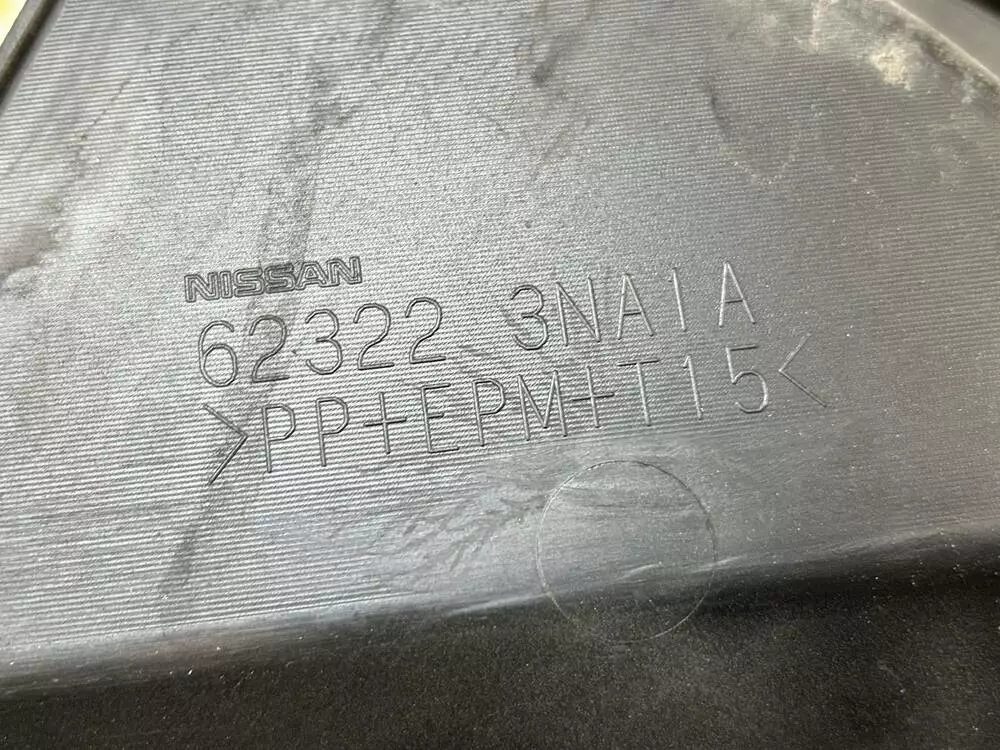 NISSAN
62322 3NA1A
>PP+EPM+T15<